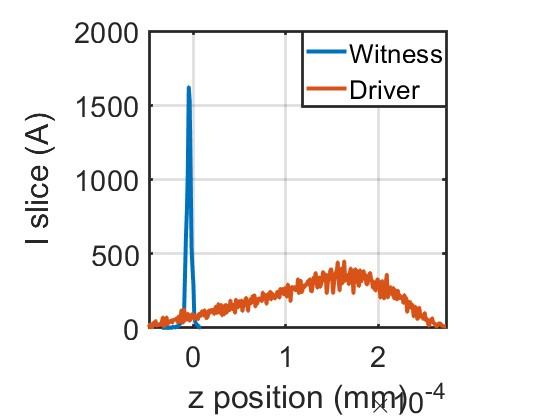 2000
1500
1000
500
0
I slice (A)
Witness
Driver
0 1 2
z position (mm)
×10-4